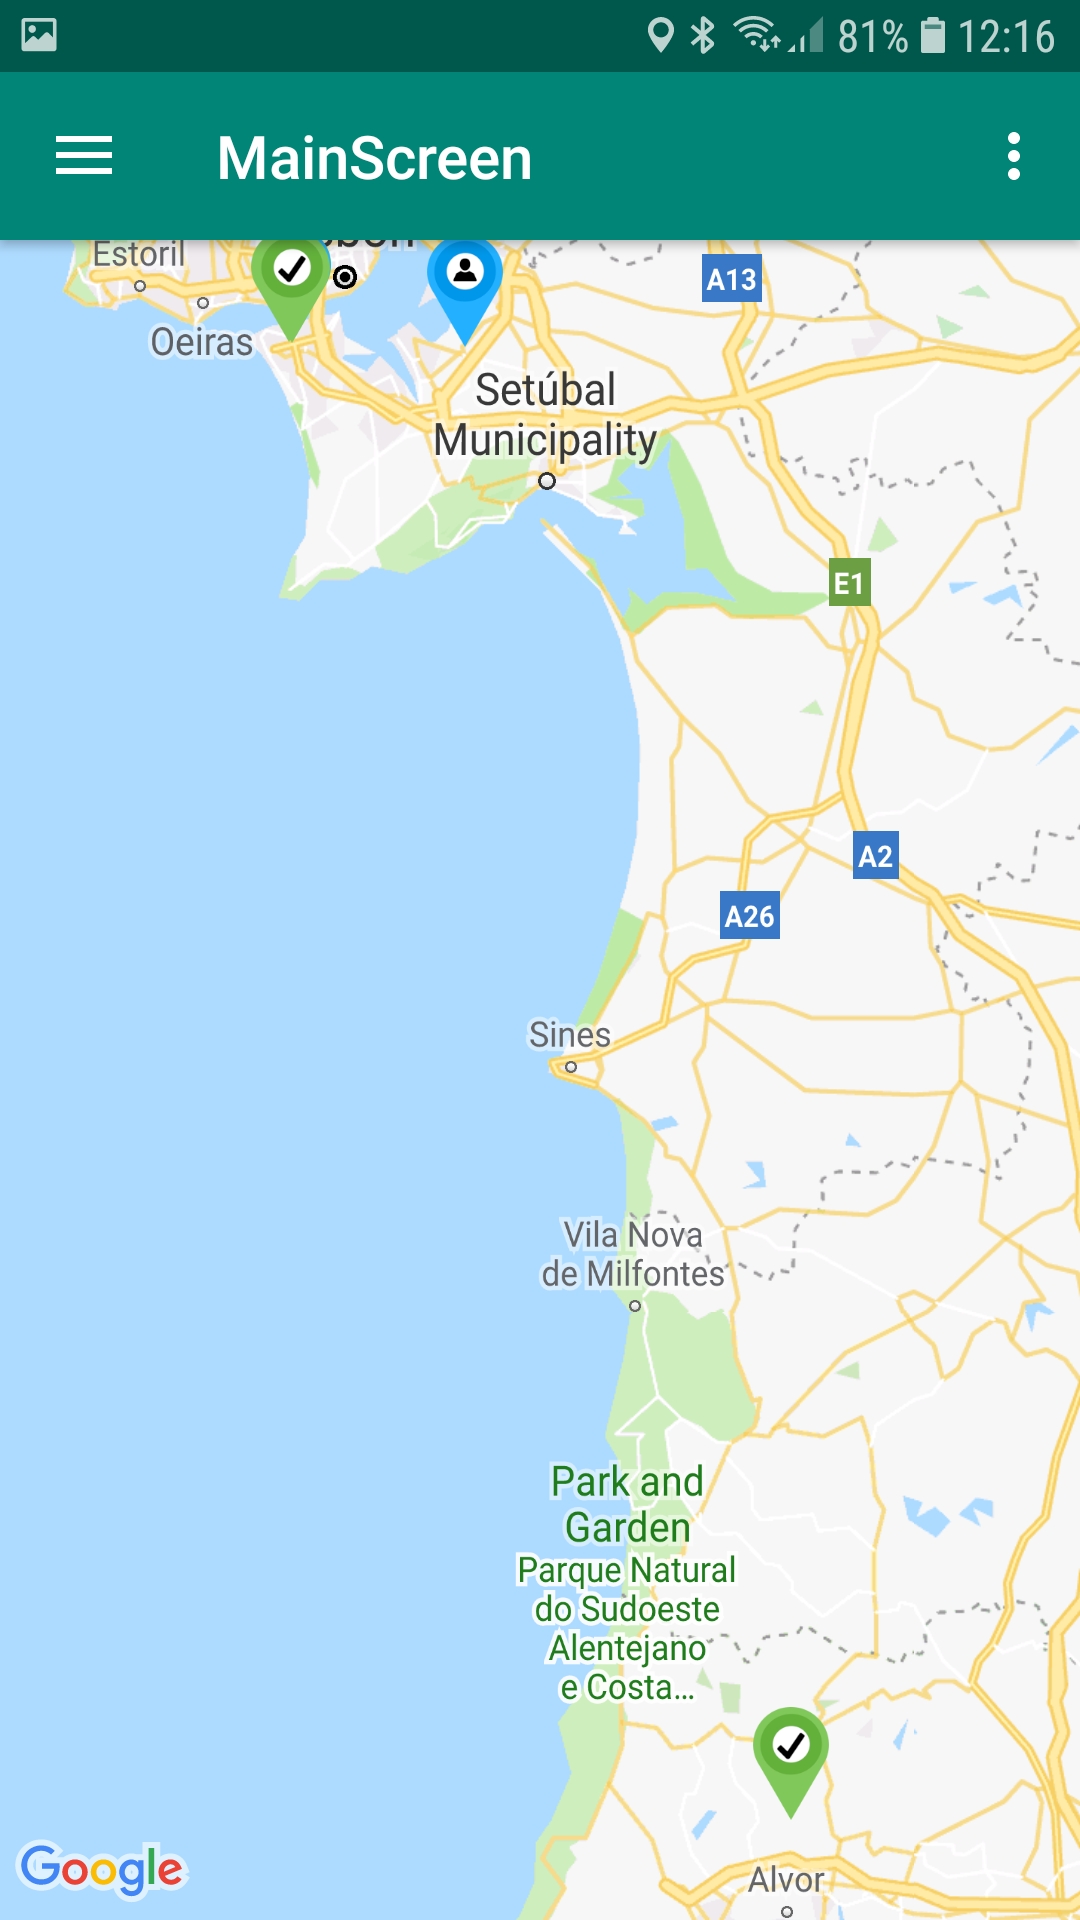 81% 12:16
MainScreen
Estoril
A13
Oeiras
Setúbal
Municipality
E1
A2
A26
Sines
Vila Nova
de Milfontes
Park and
Garden
Parque Natural
do Sudoeste
Alentejano
e Costa...
Alvor
Google